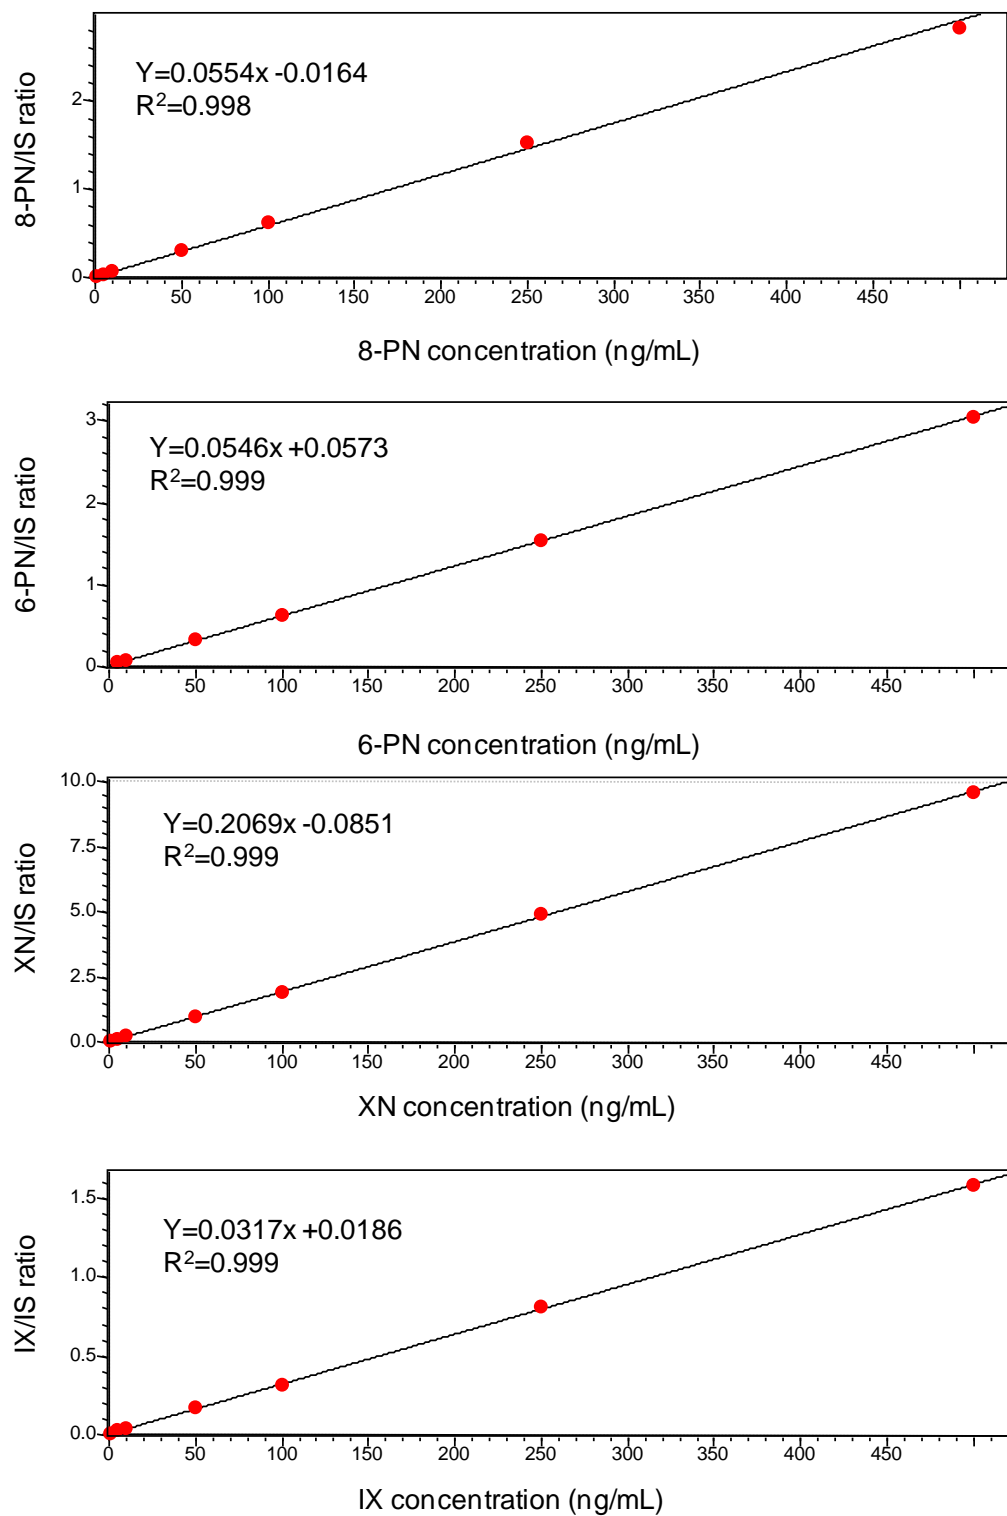 Y=0.0554x -0.0164
R²=0.998
8-PN/IS ratio
2
1
0
0 50 100 150 200 250 300 350 400 450
8-PN concentration (ng/mL)
Y=0.0546x +0.0573
R²=0.999
6-PN/IS ratio
3
2
1
0
0 50 100 150 200 250 300 350 400 450
6-PN concentration (ng/mL)
Y=0.2069x -0.0851
R²=0.999
XN/IS ratio
10.0
7.5
5.0
2.5
0.0
0 50 100 150 200 250 300 350 400 450
XN concentration (ng/mL)
Y=0.0317x +0.0186
R²=0.999
IX/IS ratio
1.5
1.0
0.5
0.0
0 50 100 150 200 250 300 350 400 450
IX concentration (ng/mL)